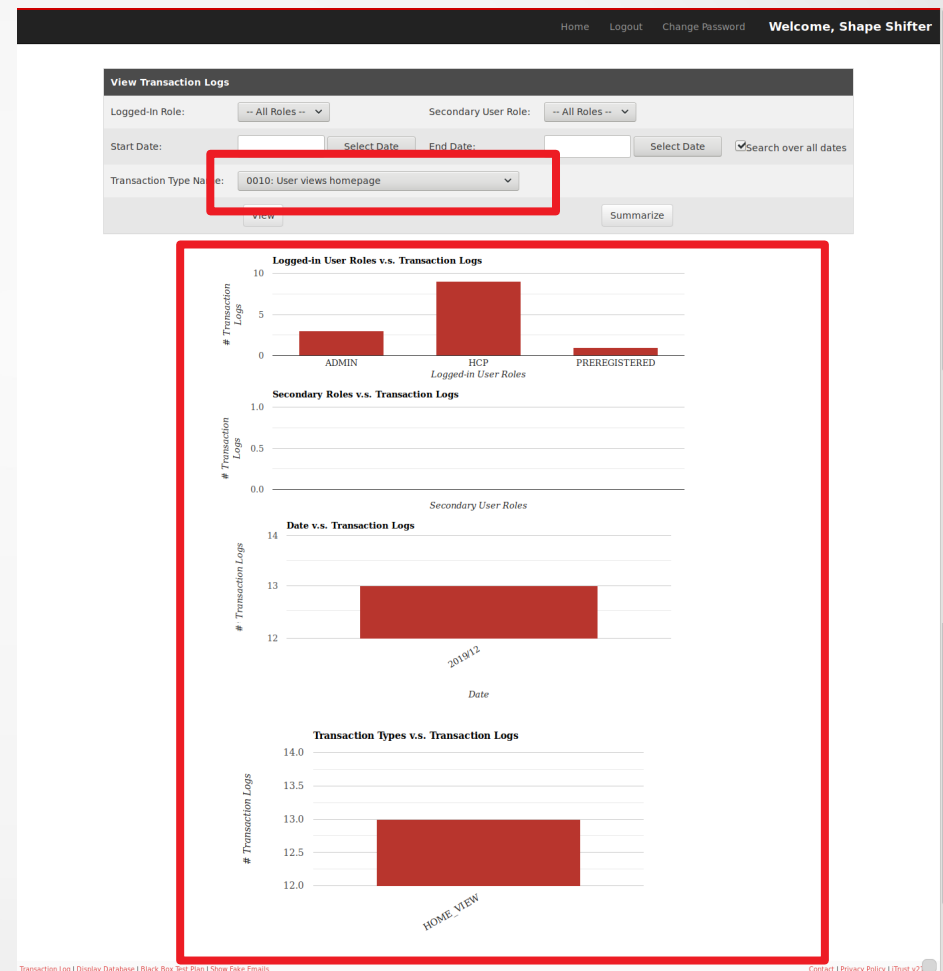 Home Logout Change Password Welcome, Shape Shifter
View Transaction Logs
Logged-In Role: -- All Roles -- Secondary User Role: -- All Roles --
Start Date: Select Date End Date: Select Date Search over all dates
Transaction Type Name: 0010: User views homepage
View Summarize
Logged-in User Roles v.s. Transaction Logs
10
5
0
# Transaction
Logs
ADMIN HCP PREREGISTERED
Logged-in User Roles
Secondary Roles v.s. Transaction Logs
1.0
0.5
0.0
# Transaction
Logs
Secondary User Roles
Date v.s. Transaction Logs
14
13
12
# Transaction Logs
2019/12
Date
Transaction Types v.s. Transaction Logs
14.0
13.5
13.0
12.5
12.0
# Transaction Logs
HOME_VIEW
Transaction Log | Display Database | Black Box Test Plan | Show Fake Emails
Contact | Privacy Policy | iTrust